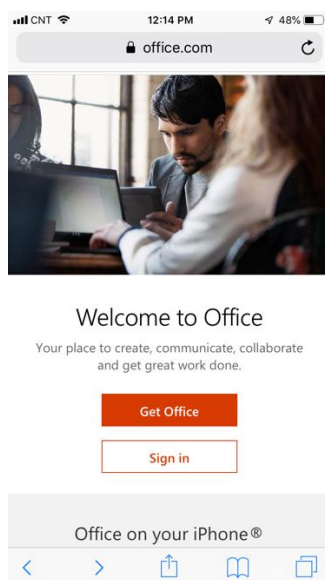 CNT 12:14 PM 48%
office.com
Welcome to Office
Your place to create, communicate, collaborate
and get great work done.
Get Office
Sign in
Office on your iPhone®